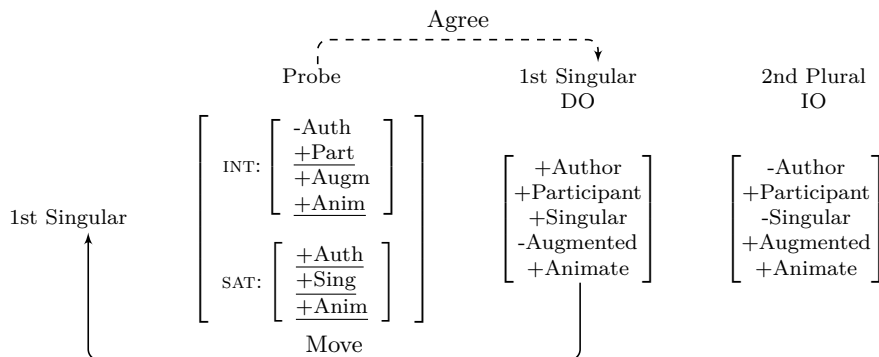 Agree
Probe 1st Singular 2nd Plural
DO IO
INT: -Auth
+Part
+Augm
+Anim
+Author -Author
+Participant +Participant
+Singular -Singular
-Augmented +Augmented
+Animate +Animate
1st Singular
SAT: +Auth
+Sing
+Anim
Move